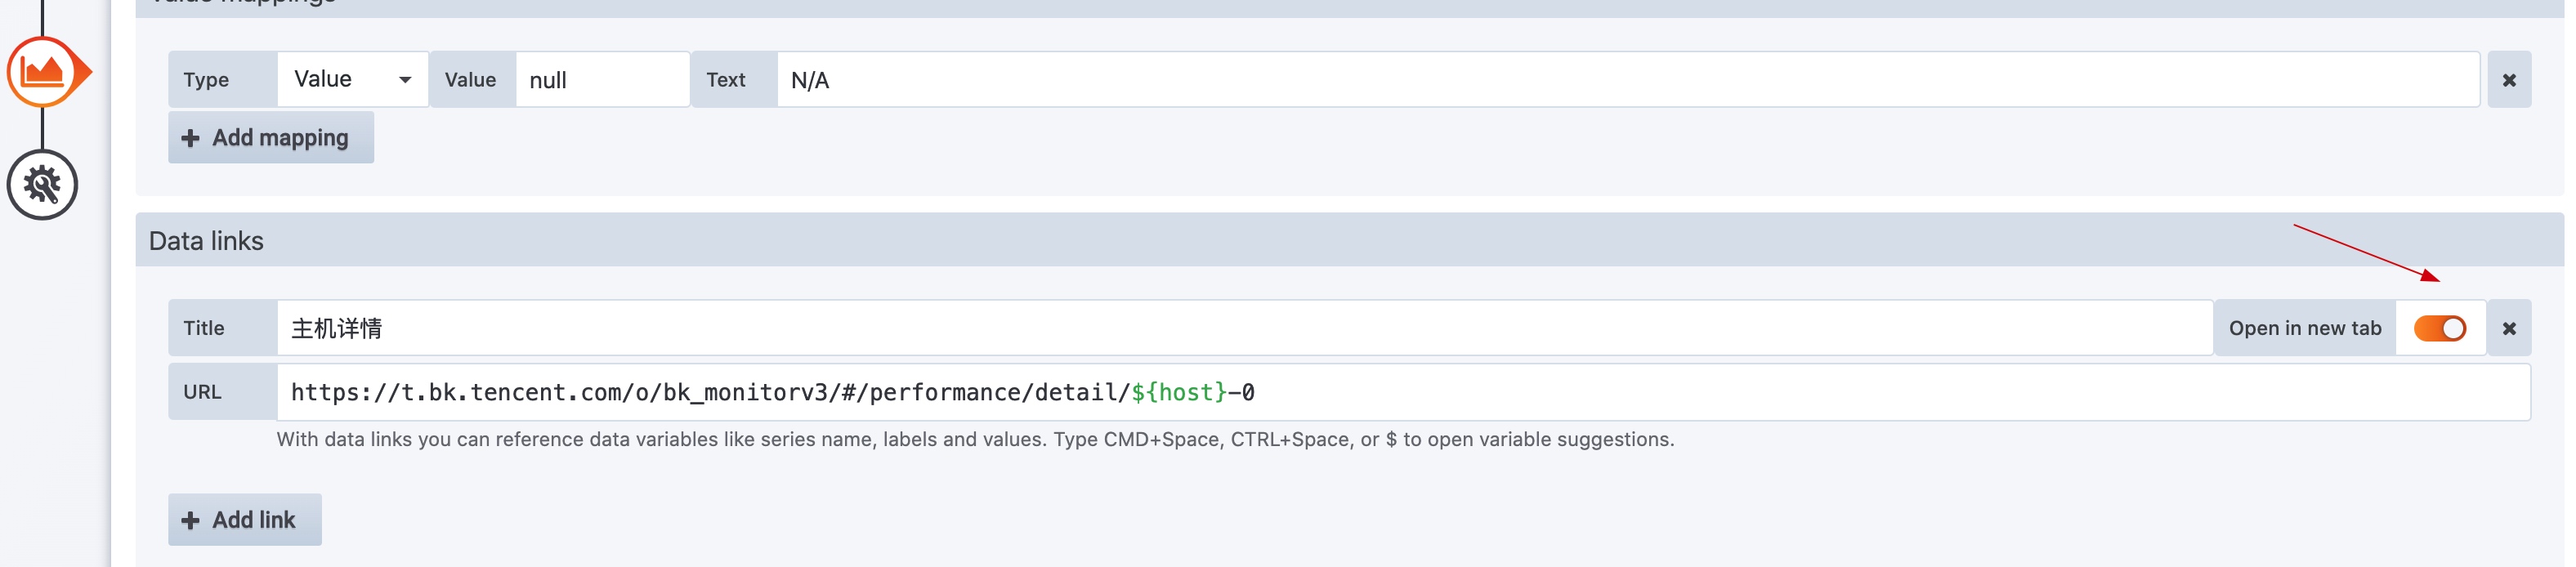 Value mappings
Type Value Value null Text N/A
Add mapping
Data links
Title 主机详情 Open in new tab
URL https://t.bk.tencent.com/o/bk_monitorv3/#/performance/detail/${host}-0
With data links you can reference data variables like series name, labels and values. Type CMD+Space, CTRL+Space, or $ to open variable suggestions.
Add link